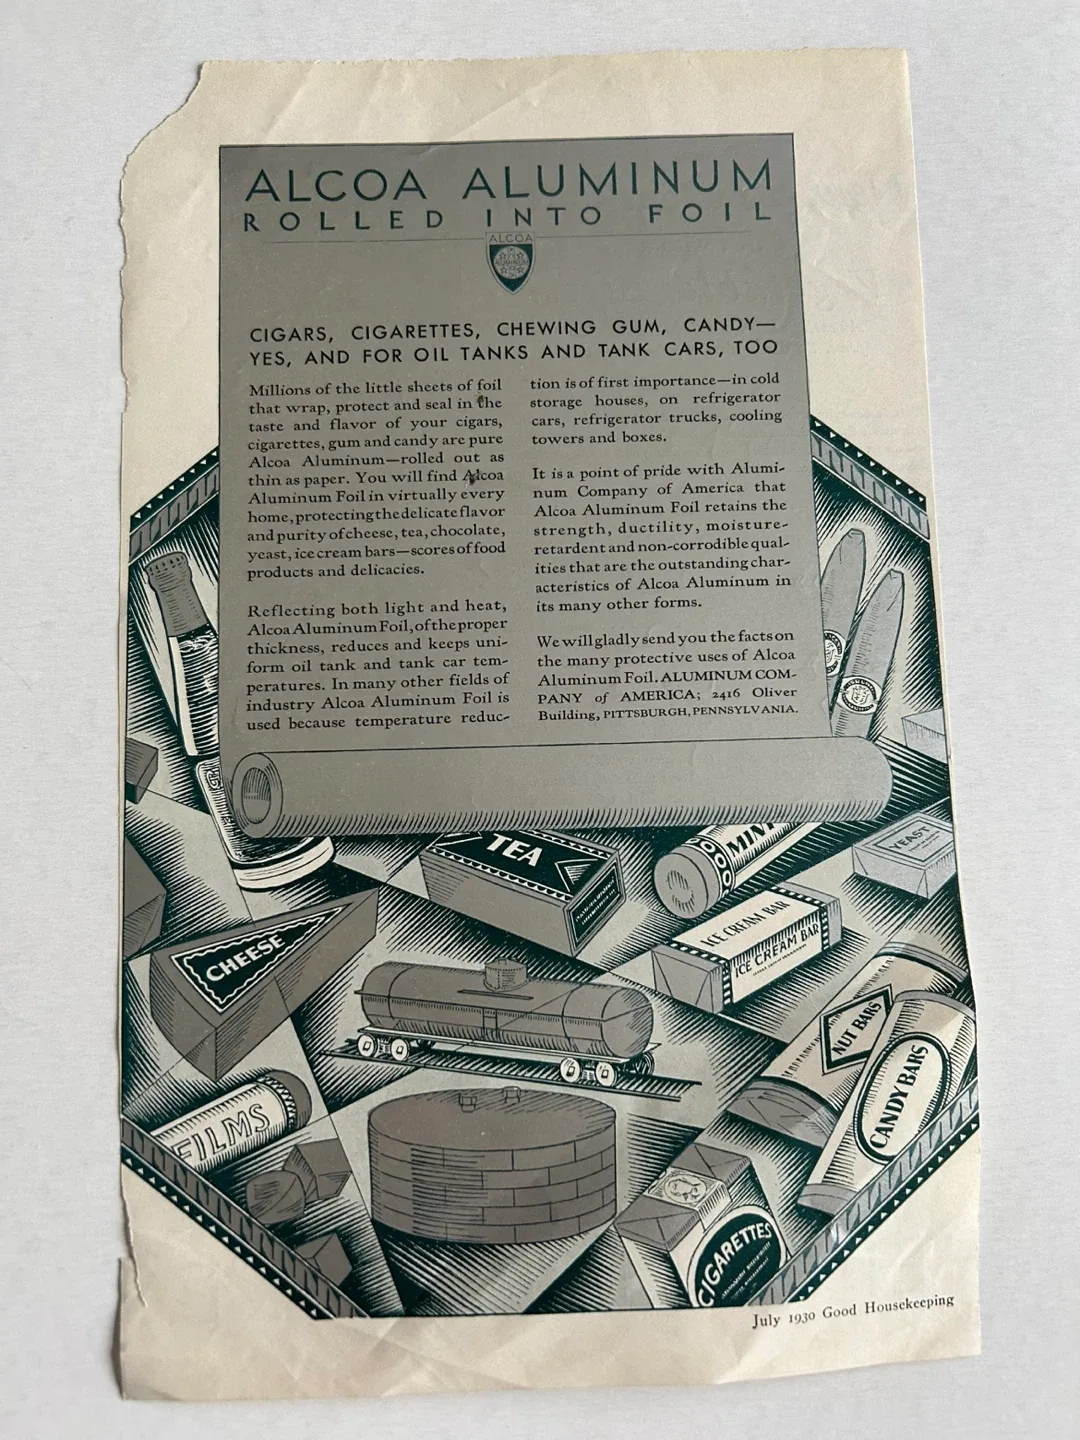 ALCOA ALUMINUM
ROLLED INTO FOIL
ALCOA
ALUMINUM
CIGARS, CIGARETTES, CHEWING GUM, CANDY—
YES, AND FOR OIL TANKS AND TANK CARS, TOO
Millions of the little sheets of foil
that wrap, protect and seal in the
taste and flavor of your cigars,
cigarettes, gum and candy are pure
Alcoa Aluminum—rolled out as
thin as paper. You will find Alcoa
Aluminum Foil in virtually every
home, protecting the delicate flavor
and purity of cheese, tea, chocolate,
yeast, ice cream bars—scores of food
products and delicacies.
Reflecting both light and heat,
Alcoa Aluminum Foil, of the proper
thickness, reduces and keeps uni-
form oil tank and tank car tem-
peratures. In many other fields of
industry Alcoa Aluminum Foil is
used because temperature reduc-
tion is of first importance—in cold
storage houses, on refrigerator
cars, refrigerator trucks, cooling
towers and boxes.
It is a point of pride with Alumi-
num Company of America that
Alcoa Aluminum Foil retains the
strength, ductility, moisture-
retardent and non-corrodible qual-
ities that are the outstanding char-
acteristics of Alcoa Aluminum in
its many other forms.
We will gladly send you the facts on
the many protective uses of Alcoa
Aluminum Foil. ALUMINUM COM-
PANY of AMERICA; 2416 Oliver
Building, PITTSBURGH, PENNSYLVANIA.
TEA
MINT
YEAST
CHEESE
ICE CREAM BAR
ICE CREAM BAR
NUT BARS
CANDY BARS
FILMS
CIGARETTES
July 1930 Good Housekeeping